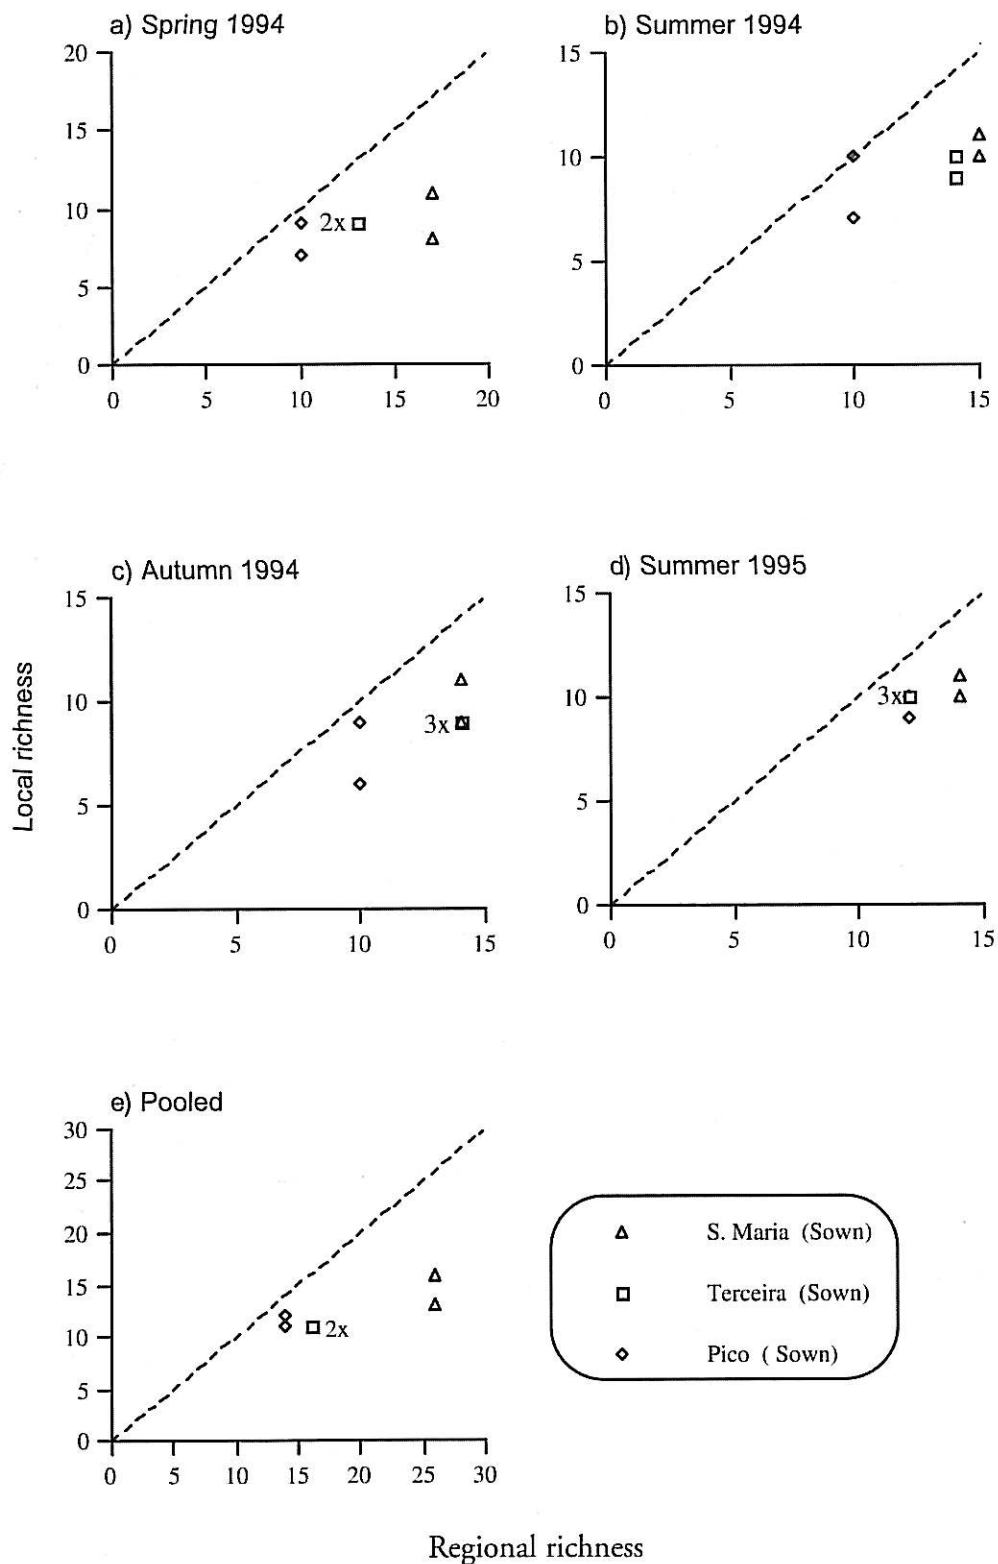 a) Spring 1994
20
15
10
5
0
2x
0 5 10 15 20
b) Summer 1994
15
10
5
0
0 5 10 15
c) Autumn 1994
15
10
5
0
3x
0 5 10 15
d) Summer 1995
15
10
5
0
3x
0 5 10 15
Local richness
e) Pooled
30
25
20
15
10
5
0
2x
0 5 10 15 20 25 30
S. Maria (Sown)
Terceira (Sown)
Pico ( Sown)
Regional richness